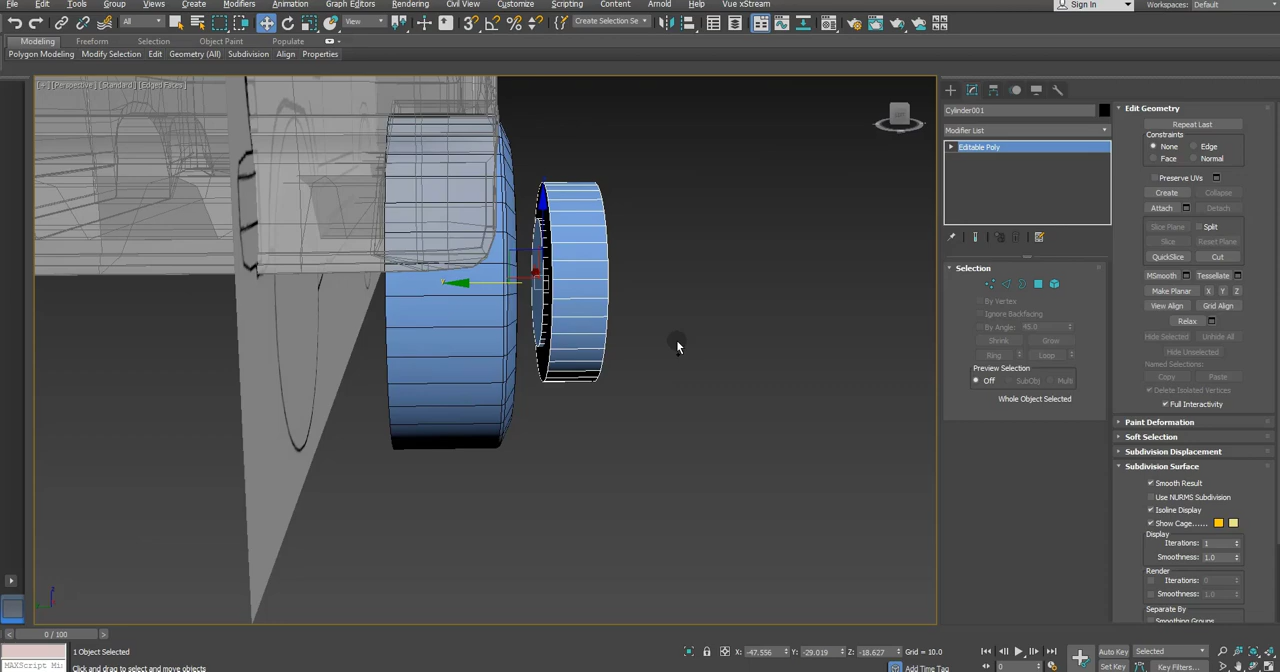 File Edit Tools Group Views Create Modifiers Animation Graph Editors Rendering Civil View Customize Scripting Content Arnold Help Vue xStream Sign In Workspaces: Default
All View Create Selection Se
Modeling Freeform Selection Object Paint Populate
Polygon Modeling Modify Selection Edit Geometry (All) Subdivision Align Properties
[+] [Perspective] [Standard] [Edged Faces]
Cylinder001
Modifier List
Editable Poly
Selection
By Vertex
Ignore Backfacing
By Angle: 45.0
Shrink Grow
Ring Loop
Preview Selection
Off SubObj Multi
Whole Object Selected
Edit Geometry
Repeat Last
Constraints
None Edge
Face Normal
Preserve UVs
Create Collapse
Attach Detach
Slice Plane Split
Slice Reset Plane
QuickSlice Cut
MSmooth Tessellate
Make Planar X Y Z
View Align Grid Align
Relax
Hide Selected Unhide All
Hide Unselected
Named Selections:
Copy Paste
Delete Isolated Vertices
Full Interactivity
Paint Deformation
Soft Selection
Subdivision Displacement
Subdivision Surface
Smooth Result
Use NURMS Subdivision
Isoline Display
Show Cage......
Display
Iterations: 1
Smoothness: 1.0
Render
Iterations: 0
Smoothness: 1.0
Separate By
Smoothing Groups
< 0 / 100 >
1 Object Selected X: -47.556 Y: -29.019 Z: -18.627 Grid = 10.0 Auto Key Selected
MAXScript Mi Click and drag to select and move objects Add Time Tag 0 Set Key Key Filters...